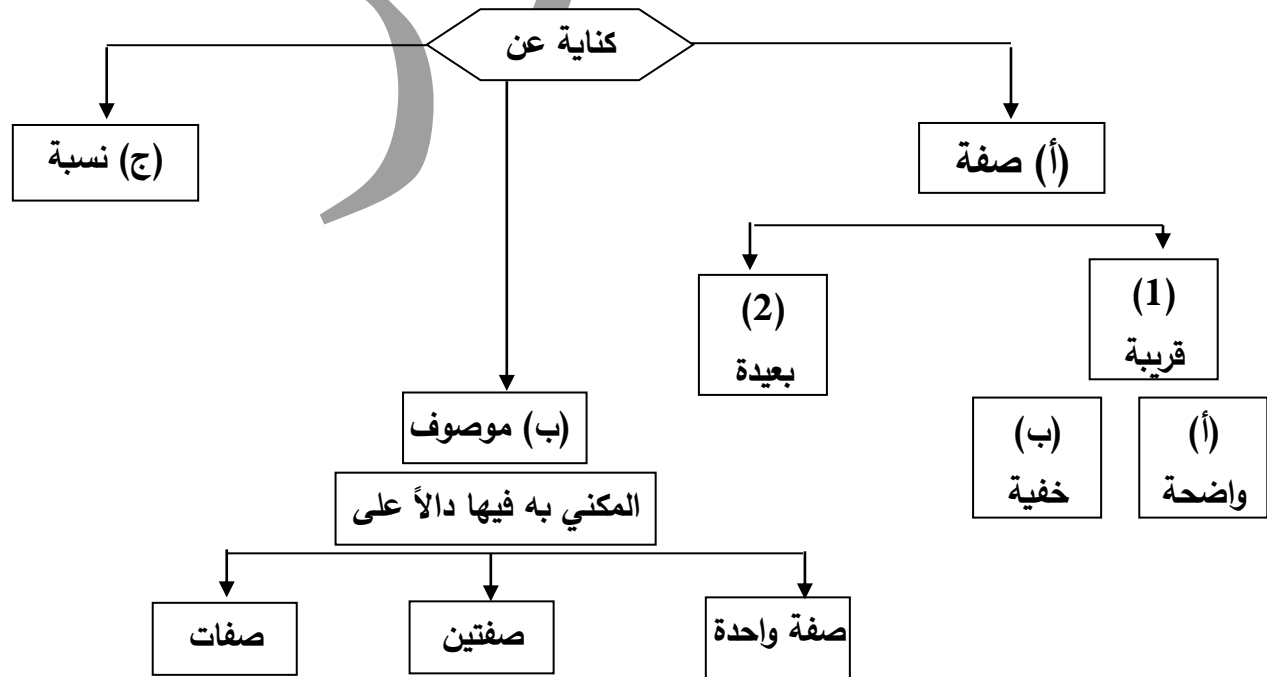 كناية عن
(أ) صفة
(ج) نسبة
(1)
قريبة
(2)
بعيدة
(أ)
واضحة
(ب)
خفية
(ب) موصوف
المكني به فيها دالاً على
صفة واحدة
صفتين
صفات